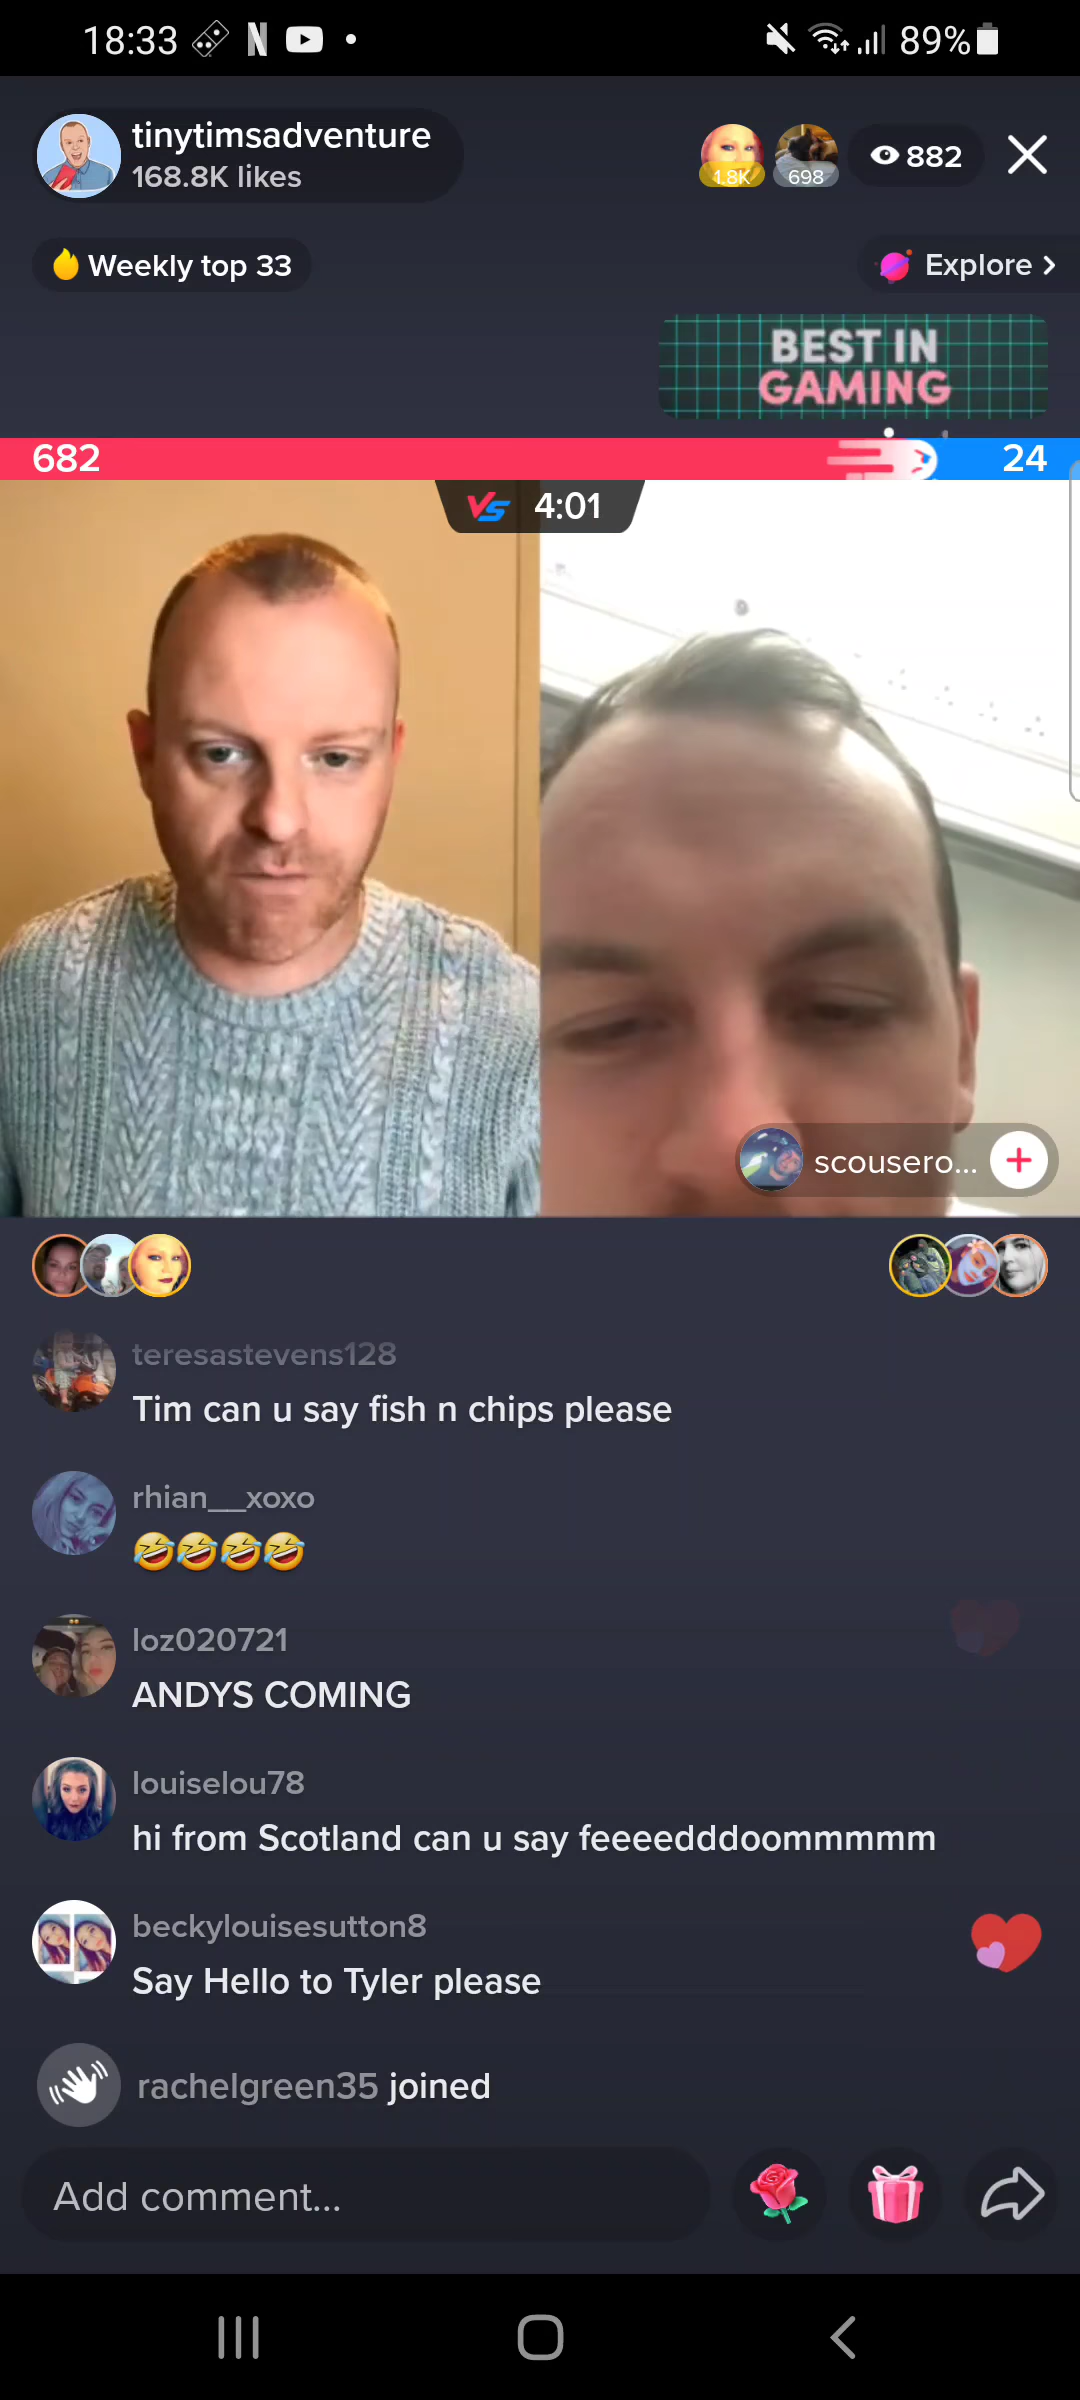 18:33
89%
tinytimsadventure
168.8K likes
1.8K
698
882
Weekly top 33
Explore
BEST IN
GAMING
682
24
VS 4:01
scousero...
teresastevens128
Tim can u say fish n chips please
rhian__xoxo
🤣🤣🤣🤣
loz020721
ANDYS COMING
louiselou78
hi from Scotland can u say feeeedddoommmmm
beckylouisesutton8
Say Hello to Tyler please
rachelgreen35 joined
Add comment...